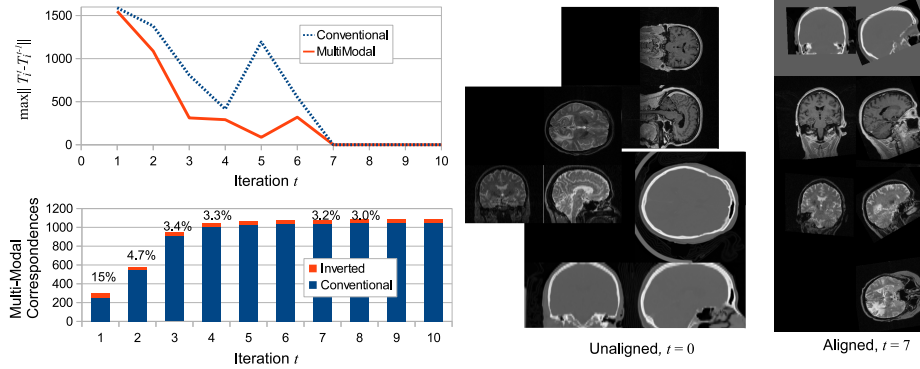 1500
1000
500
0
max|| T_i^t-T_i^{t-1}||
Conventional
MultiModal
0 1 2 3 4 5 6 7 8 9 10
Iteration t
1200
1000
800
600
400
200
0
Multi-Modal
Correspondences
15% 4.7% 3.4% 3.3% 3.2% 3.0%
Inverted
Conventional
1 2 3 4 5 6 7 8 9 10
Iteration t
Unaligned, t = 0
Aligned, t = 7